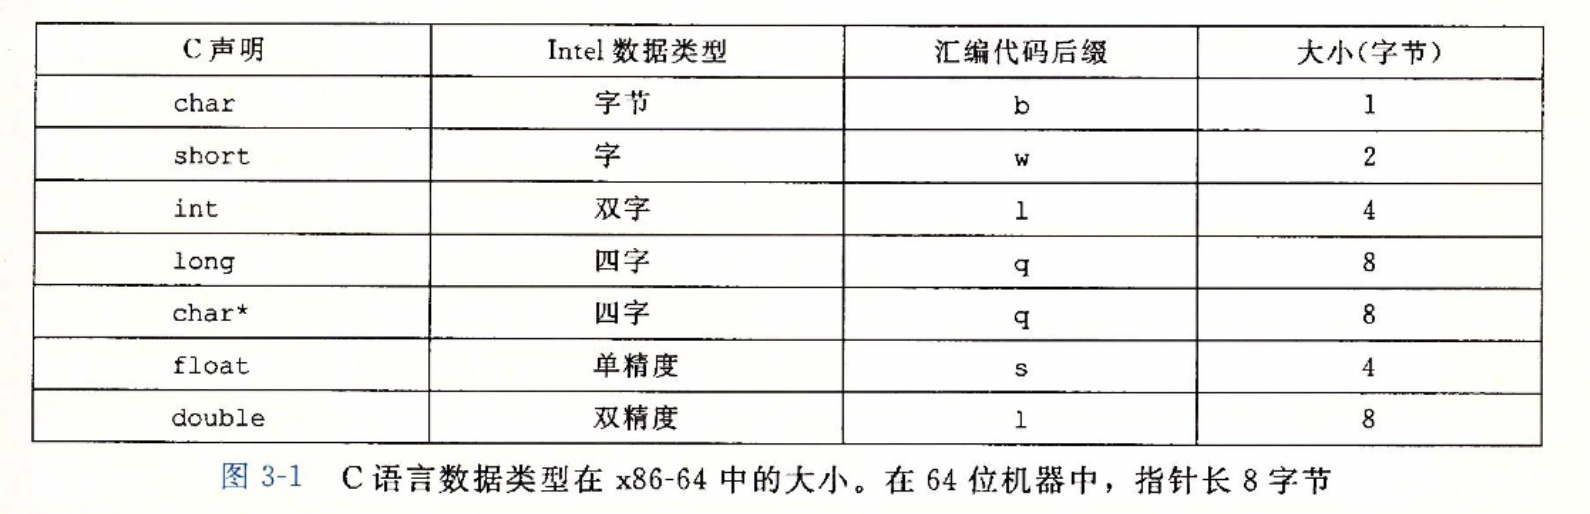 C声明 Intel 数据类型 汇编代码后缀 大小(字节)
char 字节 b 1
short 字 w 2
int 双字 l 4
long 四字 q 8
char* 四字 q 8
float 单精度 s 4
double 双精度 l 8
图 3-1 C 语言数据类型在 x86-64 中的大小。在 64 位机器中，指针长 8 字节